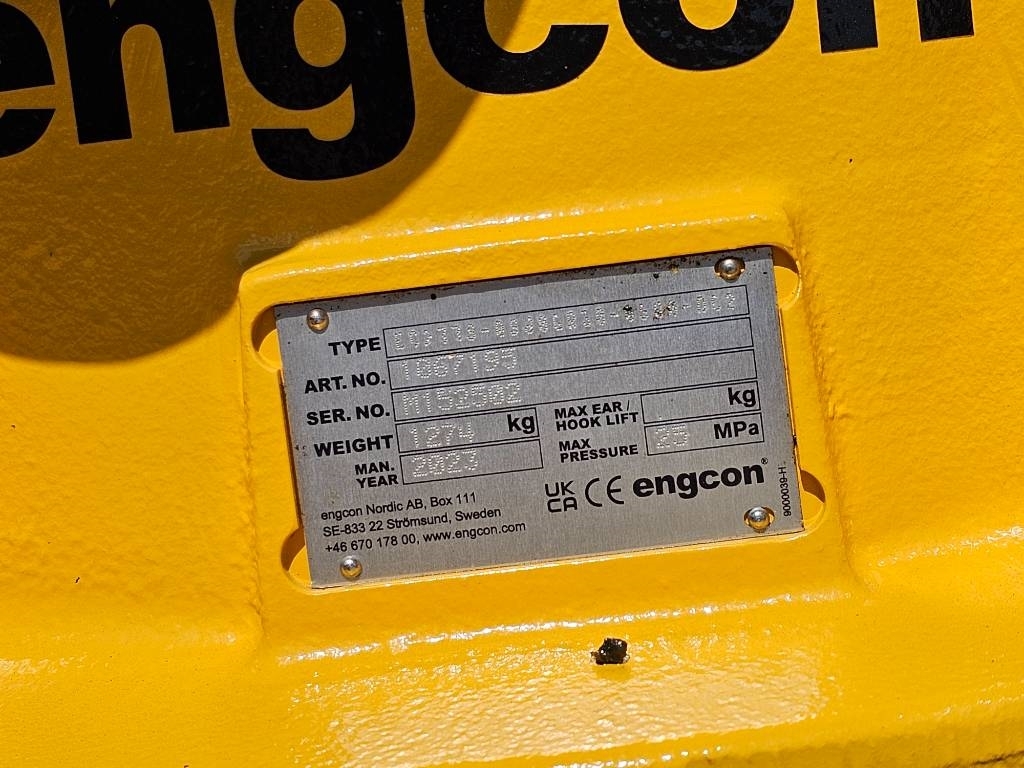 engcon
TYPE
ART. NO. 1067195
SER. NO. M152502
WEIGHT 1274 kg MAX EAR / HOOK LIFT kg
MAN. YEAR 2023 MAX PRESSURE 25 MPa
engcon Nordic AB, Box 111
SE-833 22 Strömsund, Sweden
+46 670 178 00, www.engcon.com
UK CA CE engcon®
9000039-H